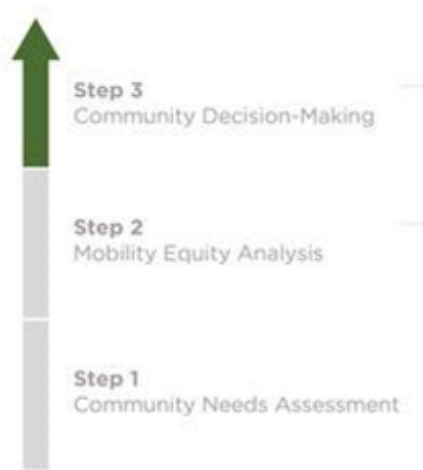 Step 3
Community Decision-Making
Step 2
Mobility Equity Analysis
Step 1
Community Needs Assessment